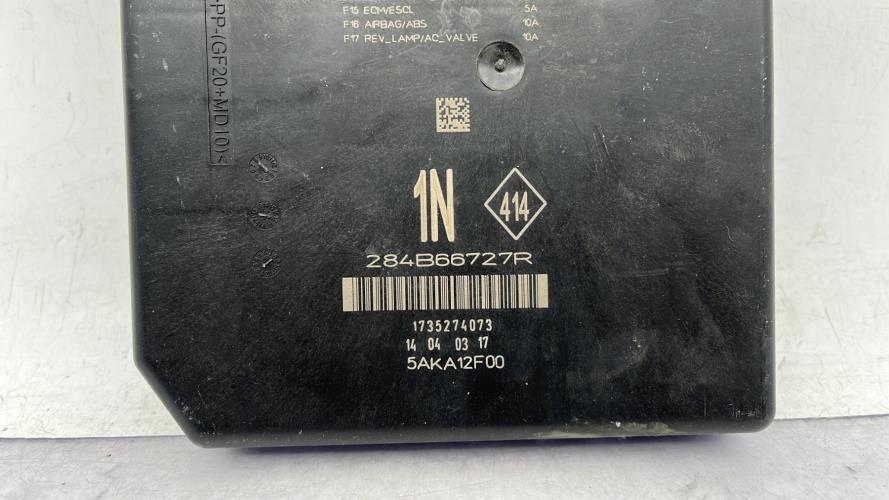 F15 ECM/ESCL 5A
F16 AIRBAG/ABS 10A
F17 REV_LAMP/AC_VALVE 10A
PP-(GF20+MD10)<
1N
414
284B66727R
1735274073
14 04 03 17
5AKA12F00